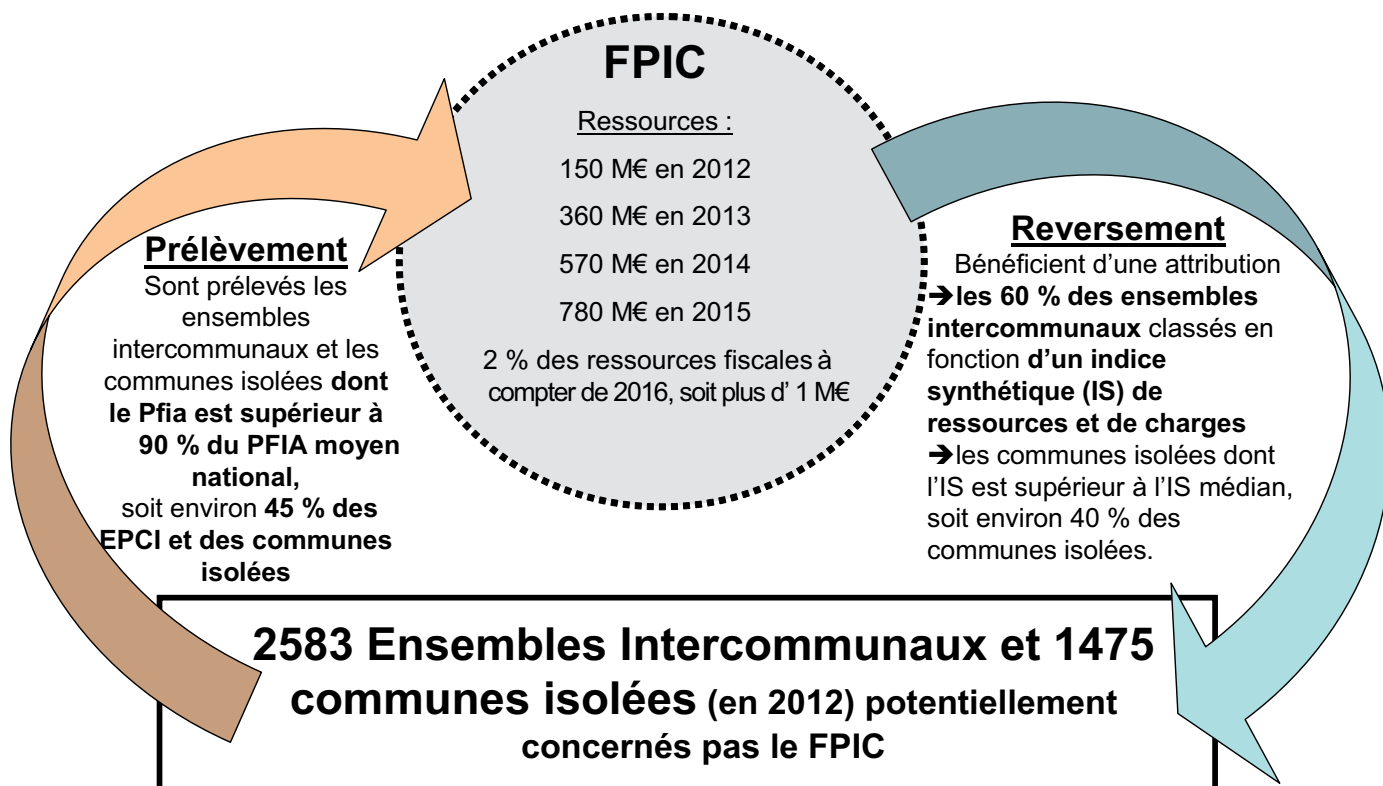 FPIC
Ressources :
150 M€ en 2012
360 M€ en 2013
570 M€ en 2014
780 M€ en 2015
2 % des ressources fiscales à
compter de 2016, soit plus d’ 1 M€
Prélèvement
Sont prélevés les
ensembles
intercommunaux et les
communes isolées dont
le Pfia est supérieur à
90 % du PFIA moyen
national,
soit environ 45 % des
EPCI et des communes
isolées
Reversement
Bénéficient d’une attribution
➔les 60 % des ensembles
intercommunaux classés en
fonction d’un indice
synthétique (IS) de
ressources et de charges
➔les communes isolées dont
l’IS est supérieur à l’IS médian,
soit environ 40 % des
communes isolées.
2583 Ensembles Intercommunaux et 1475
communes isolées (en 2012) potentiellement
concernés pas le FPIC